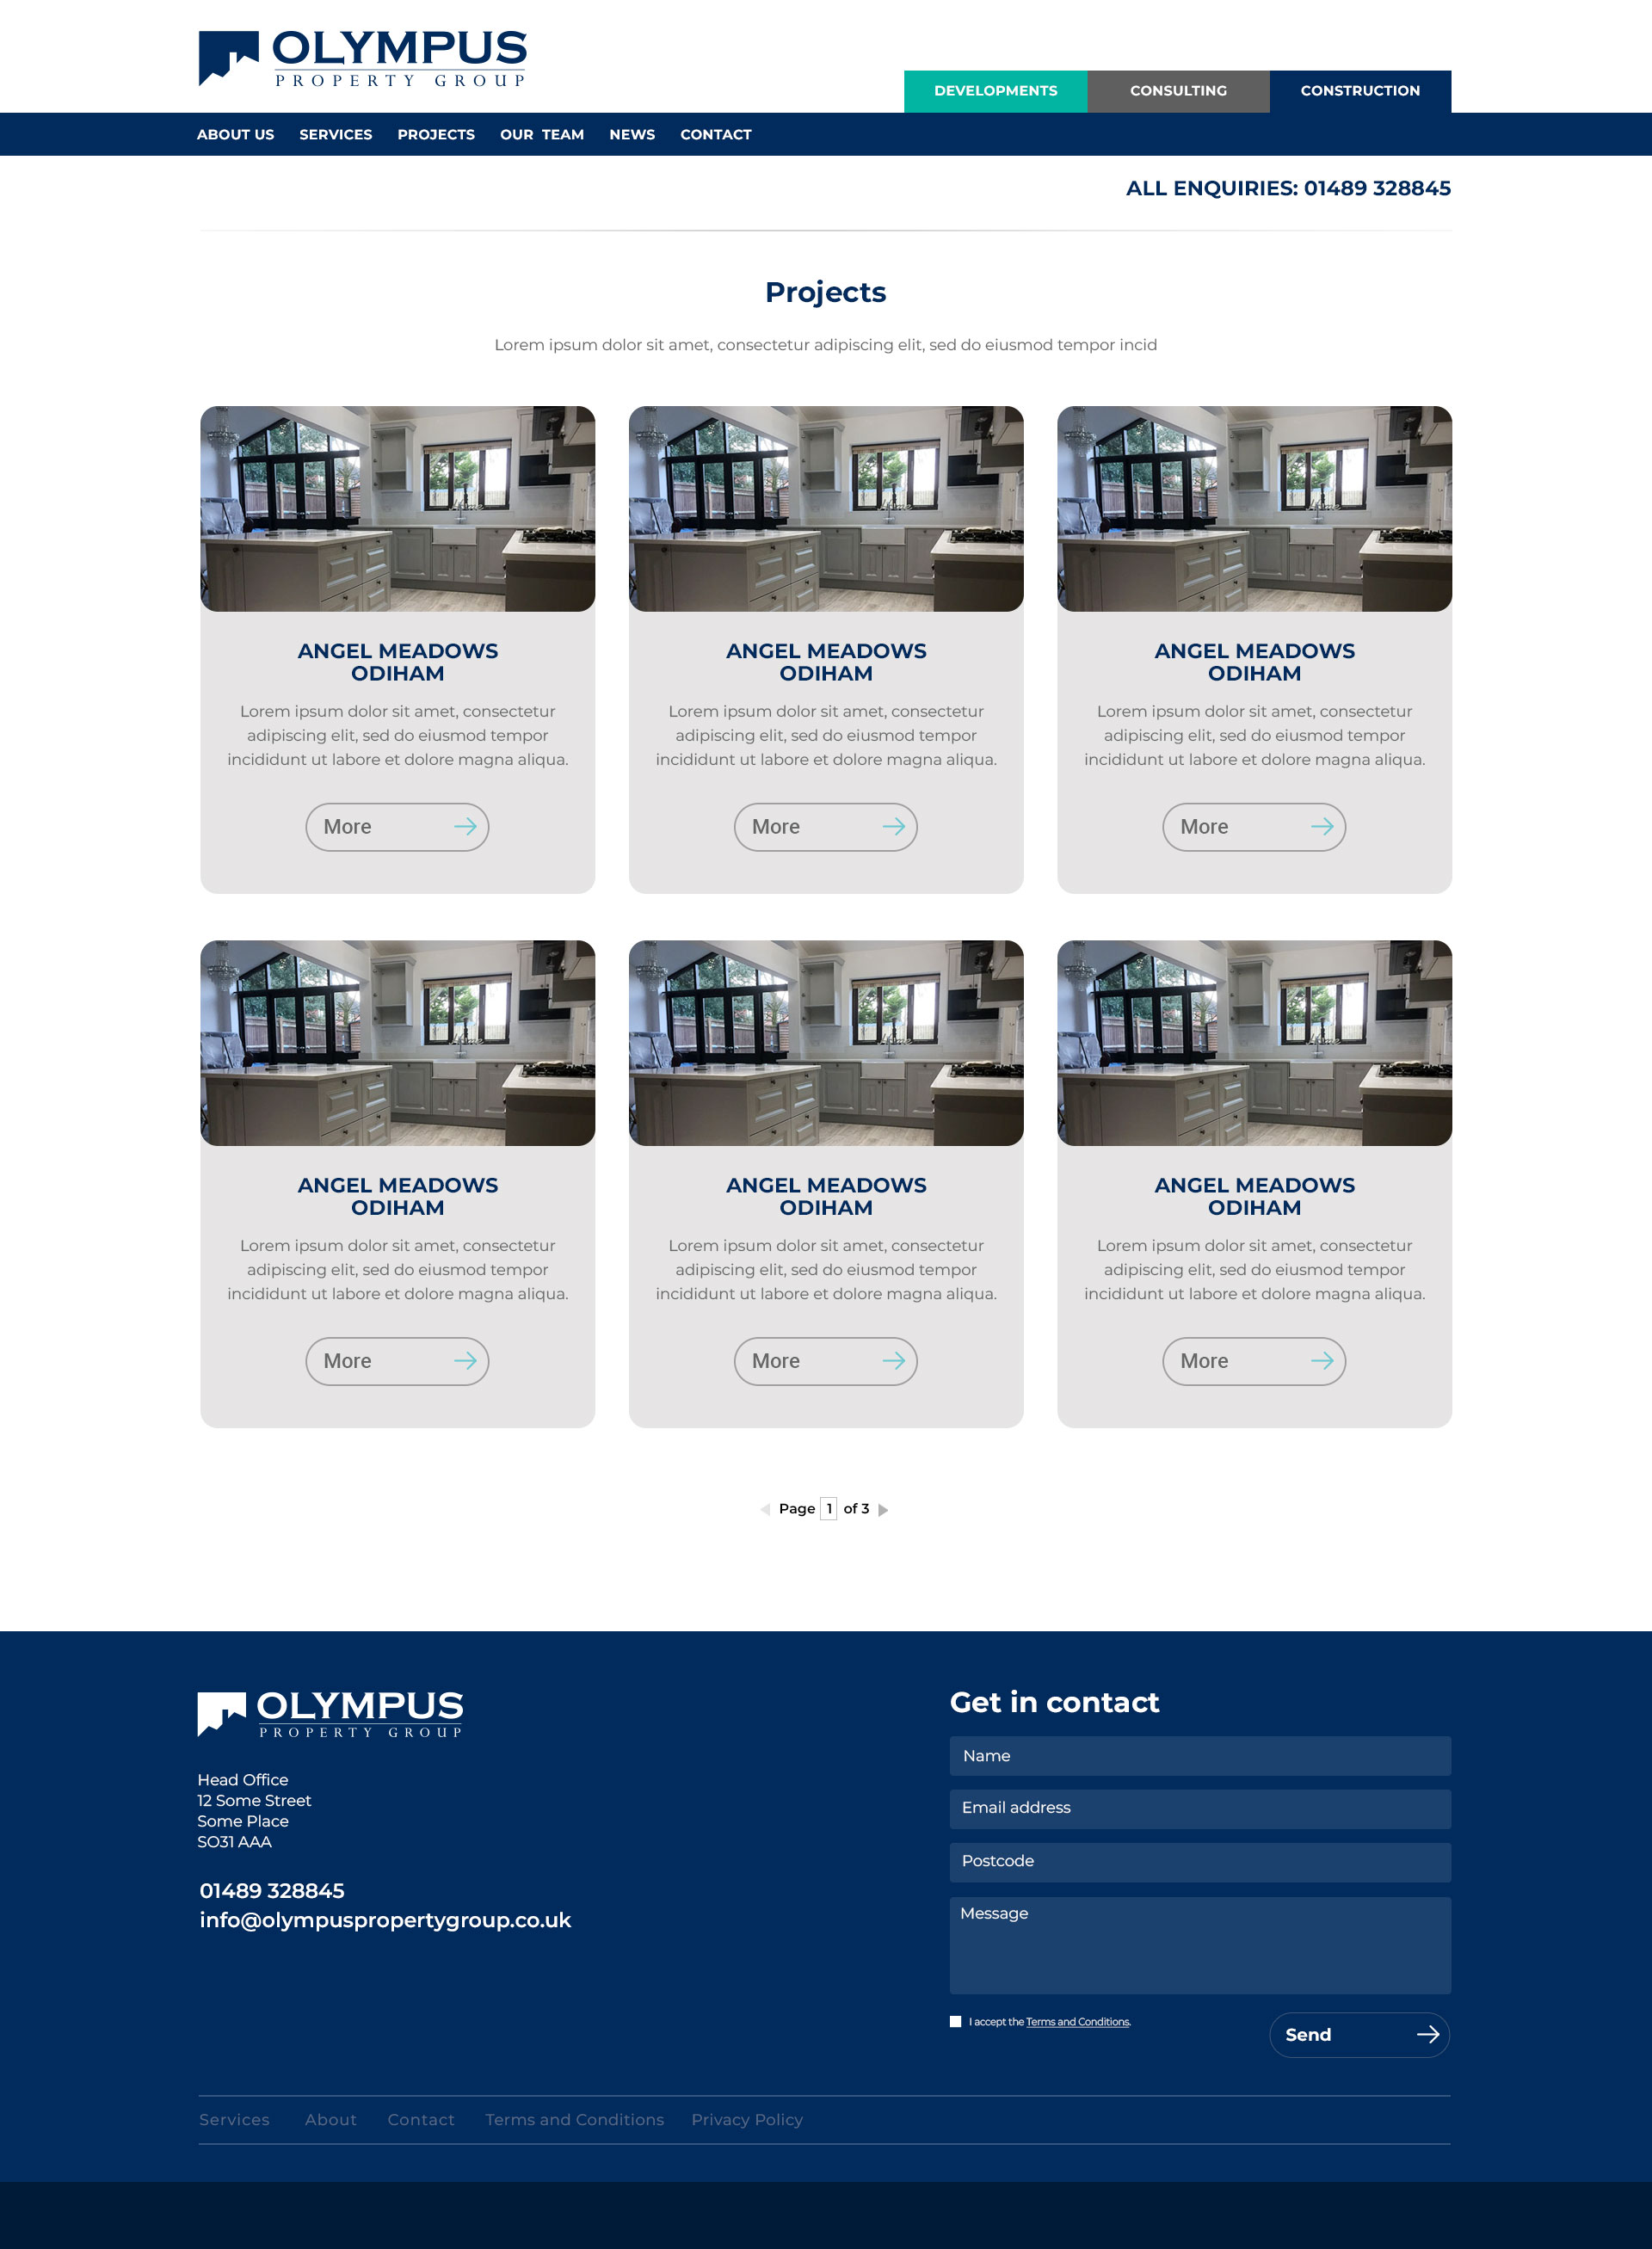 OLYMPUS
PROPERTY GROUP
DEVELOPMENTS CONSULTING CONSTRUCTION
ABOUT US SERVICES PROJECTS OUR TEAM NEWS CONTACT
ALL ENQUIRIES: 01489 328845
Projects
Lorem ipsum dolor sit amet, consectetur adipiscing elit, sed do eiusmod tempor incid
ANGEL MEADOWS
ODIHAM
Lorem ipsum dolor sit amet, consectetur
adipiscing elit, sed do eiusmod tempor
incididunt ut labore et dolore magna aliqua.
More
ANGEL MEADOWS
ODIHAM
Lorem ipsum dolor sit amet, consectetur
adipiscing elit, sed do eiusmod tempor
incididunt ut labore et dolore magna aliqua.
More
ANGEL MEADOWS
ODIHAM
Lorem ipsum dolor sit amet, consectetur
adipiscing elit, sed do eiusmod tempor
incididunt ut labore et dolore magna aliqua.
More
ANGEL MEADOWS
ODIHAM
Lorem ipsum dolor sit amet, consectetur
adipiscing elit, sed do eiusmod tempor
incididunt ut labore et dolore magna aliqua.
More
ANGEL MEADOWS
ODIHAM
Lorem ipsum dolor sit amet, consectetur
adipiscing elit, sed do eiusmod tempor
incididunt ut labore et dolore magna aliqua.
More
ANGEL MEADOWS
ODIHAM
Lorem ipsum dolor sit amet, consectetur
adipiscing elit, sed do eiusmod tempor
incididunt ut labore et dolore magna aliqua.
More
Page 1 of 3
OLYMPUS
PROPERTY GROUP
Head Office
12 Some Street
Some Place
SO31 AAA
01489 328845
info@olympuspropertygroup.co.uk
Get in contact
Name
Email address
Postcode
Message
I accept the Terms and Conditions.
Send
Services About Contact Terms and Conditions Privacy Policy